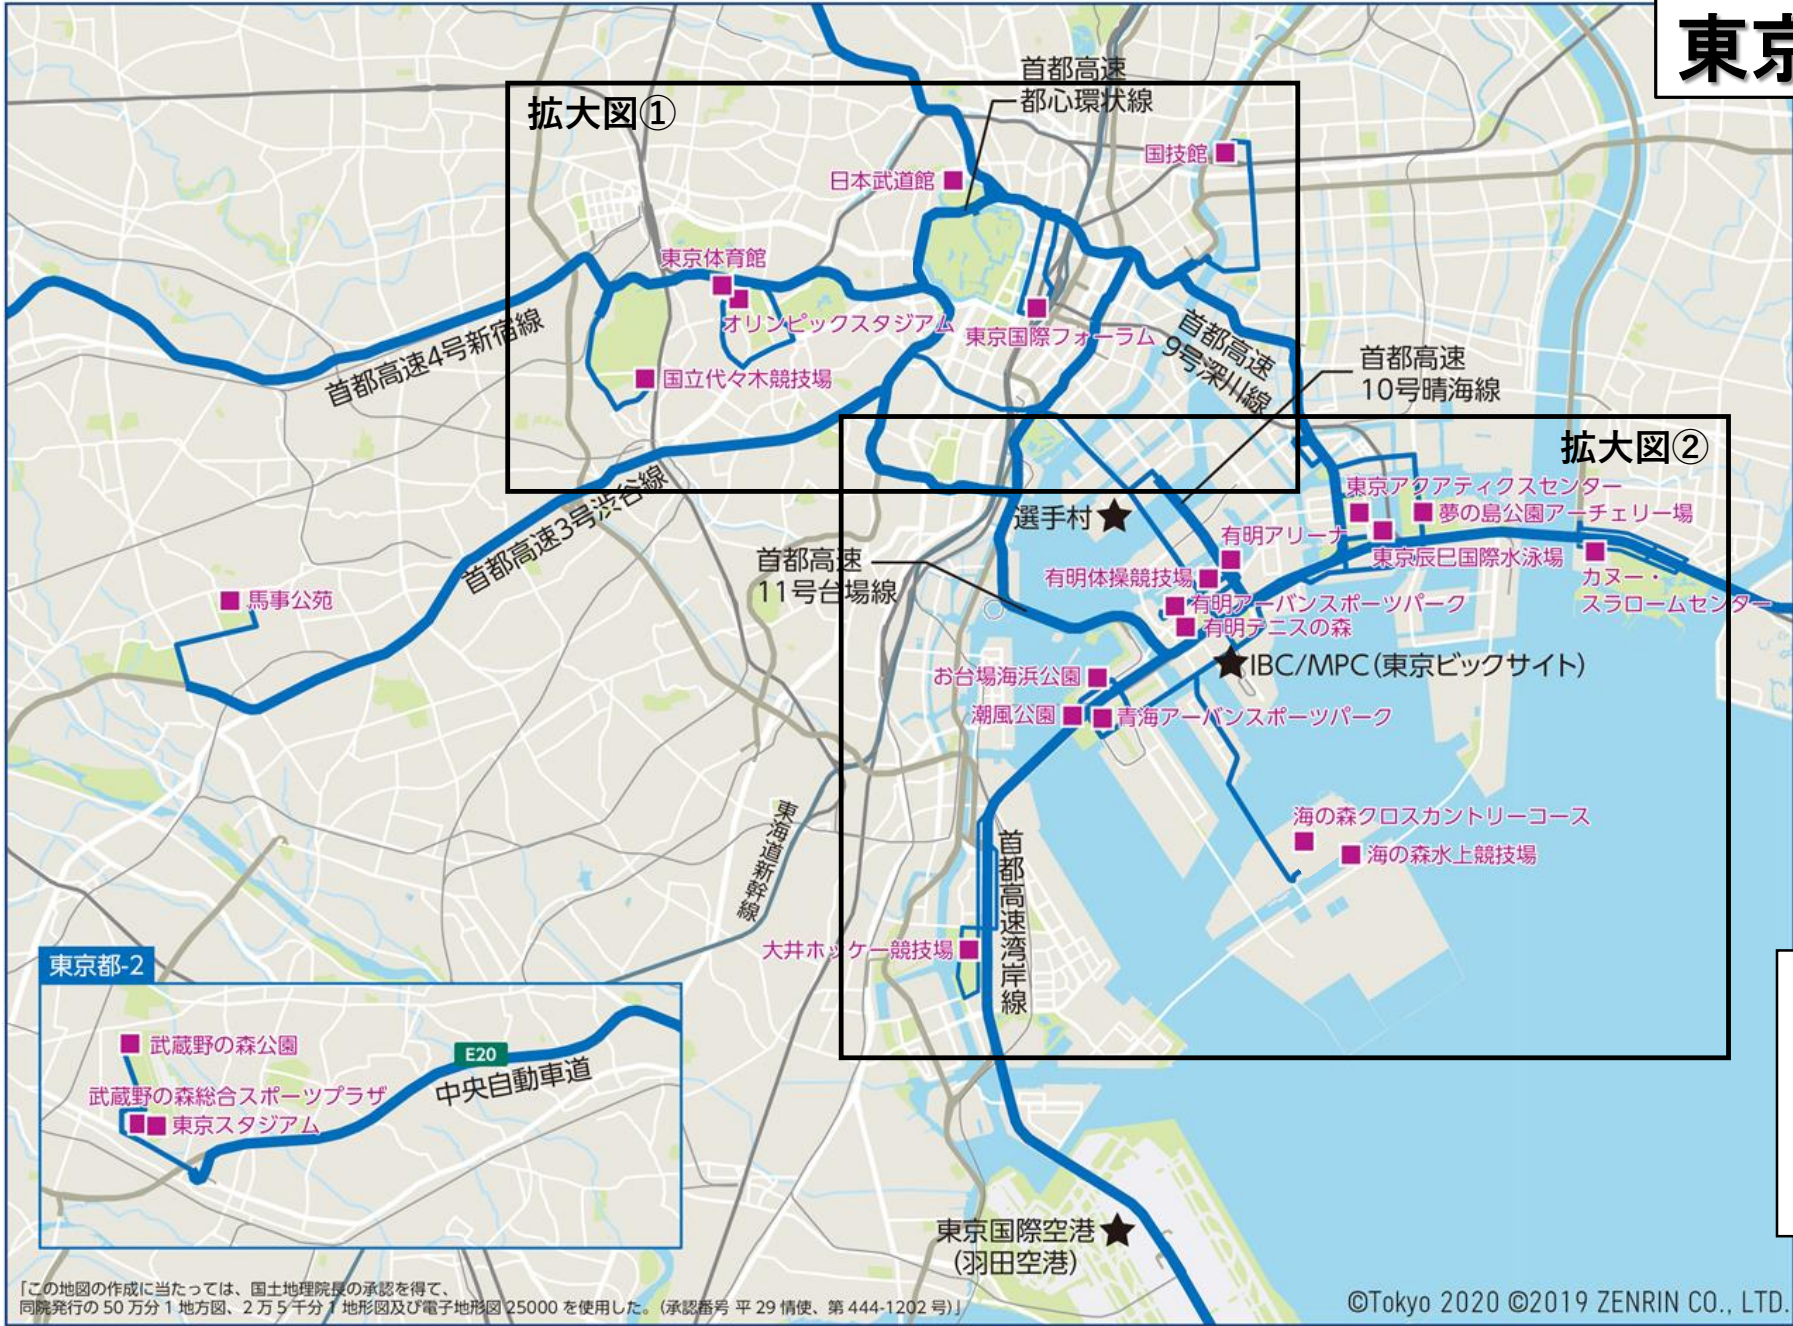 東京
首都高速
都心環状線
拡大図①
国技館
日本武道館
東京体育館
オリンピックスタジアム
東京国際フォーラム
首都高速
9号深川線
首都高速
10号晴海線
首都高速4号新宿線
国立代々木競技場
拡大図②
首都高速3号渋谷線
東京アクアティクスセンター
選手村
夢の島公園アーチェリー場
有明アリーナ
首都高速
11号台場線
東京辰巳国際水泳場
有明体操競技場
カヌー・
スラロームセンター
馬事公苑
有明アーバンスポーツパーク
有明テニスの森
IBC/MPC(東京ビックサイト)
お台場海浜公園
潮風公園
青海アーバンスポーツパーク
東海道新幹線
海の森クロスカントリーコース
首都高速湾岸線
海の森水上競技場
大井ホッケー競技場
東京都-2
武蔵野の森公園
E20
中央自動車道
武蔵野の森総合スポーツプラザ
東京スタジアム
東京国際空港
(羽田空港)
「この地図の作成に当たっては、国土地理院長の承認を得て、
同院発行の50万分1地方図、2万5千分1地形図及び電子地形図25000を使用した。(承認番号 平29情使、第444-1202号)」
©Tokyo 2020 ©2019 ZENRIN CO., LTD.